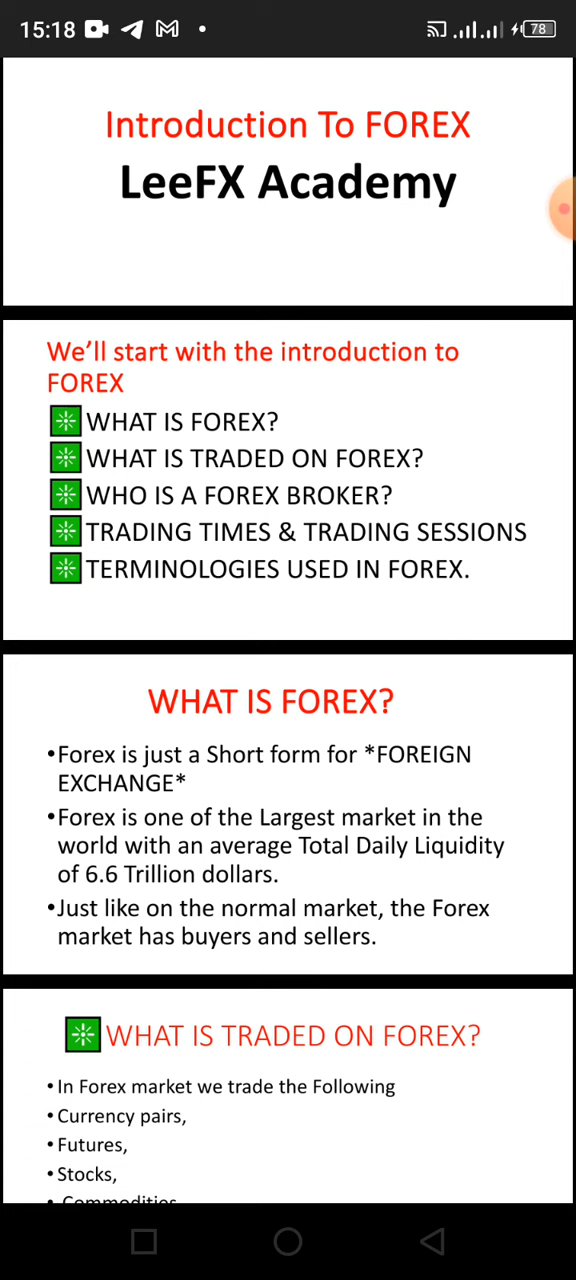 15:18
78
Introduction To FOREX
LeeFX Academy
We’ll start with the introduction to
FOREX
WHAT IS FOREX?
WHAT IS TRADED ON FOREX?
WHO IS A FOREX BROKER?
TRADING TIMES & TRADING SESSIONS
TERMINOLOGIES USED IN FOREX.
WHAT IS FOREX?
•Forex is just a Short form for *FOREIGN
EXCHANGE*
•Forex is one of the Largest market in the
world with an average Total Daily Liquidity
of 6.6 Trillion dollars.
•Just like on the normal market, the Forex
market has buyers and sellers.
WHAT IS TRADED ON FOREX?
• In Forex market we trade the Following
• Currency pairs,
• Futures,
• Stocks,
• Commodities